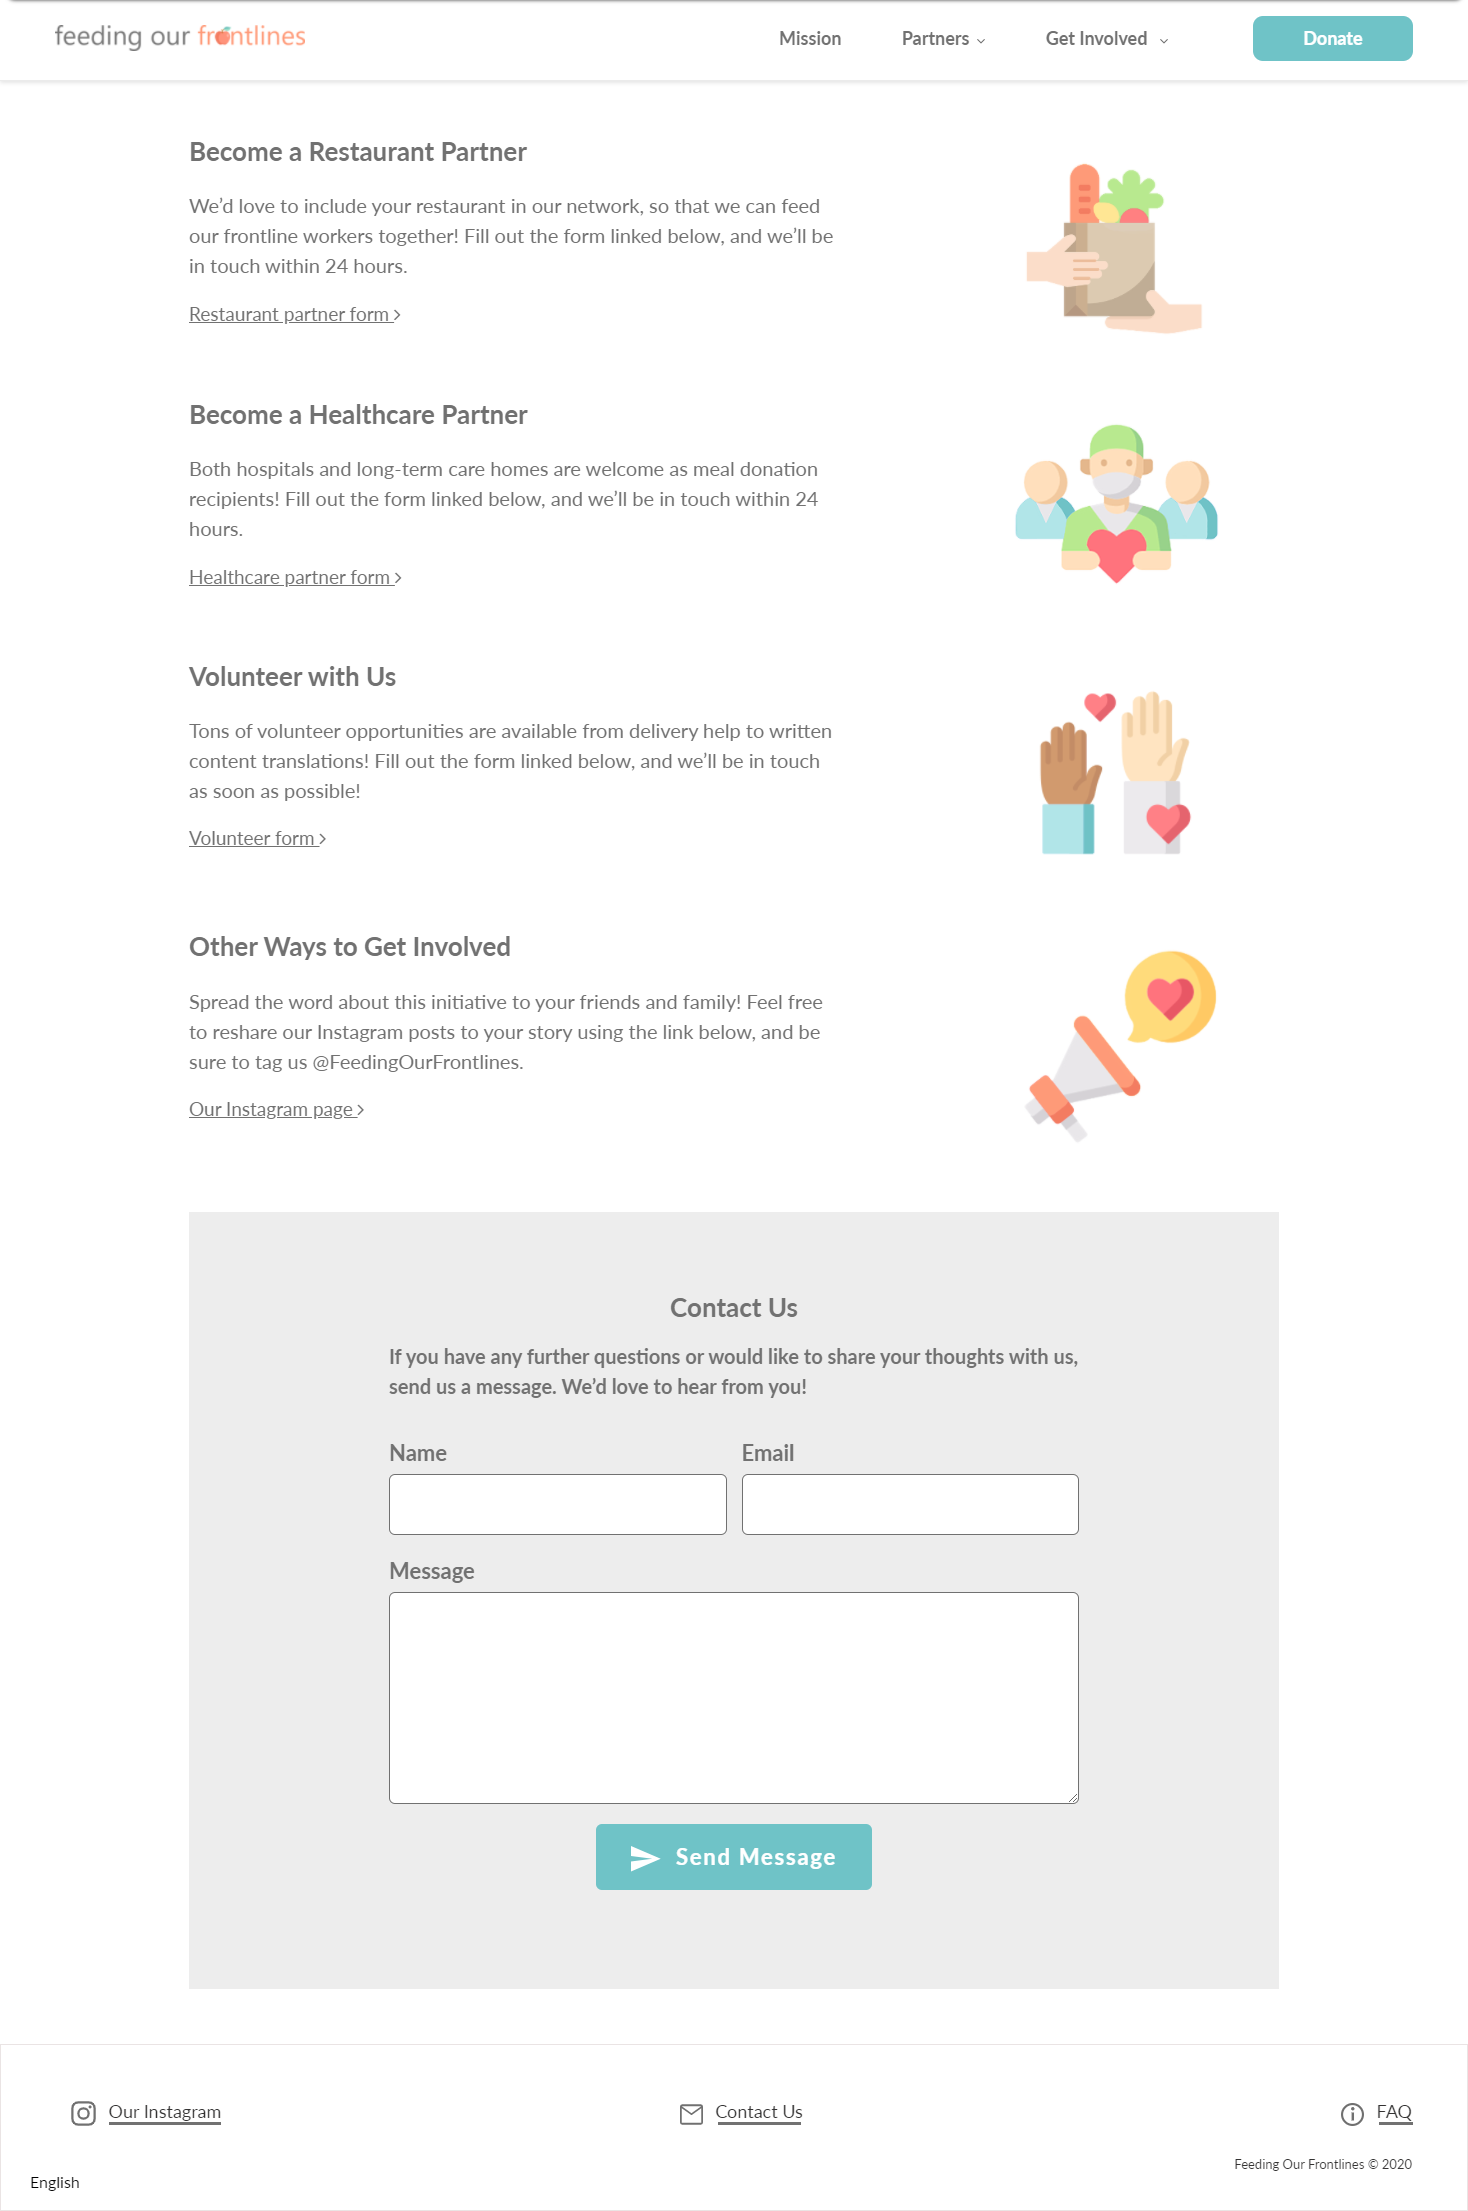 feeding our frontlines
Mission Partners Get Involved Donate
Become a Restaurant Partner
We’d love to include your restaurant in our network, so that we can feed
our frontline workers together! Fill out the form linked below, and we’ll be
in touch within 24 hours.
Restaurant partner form
Become a Healthcare Partner
Both hospitals and long-term care homes are welcome as meal donation
recipients! Fill out the form linked below, and we’ll be in touch within 24
hours.
Healthcare partner form
Volunteer with Us
Tons of volunteer opportunities are available from delivery help to written
content translations! Fill out the form linked below, and we’ll be in touch
as soon as possible!
Volunteer form
Other Ways to Get Involved
Spread the word about this initiative to your friends and family! Feel free
to reshare our Instagram posts to your story using the link below, and be
sure to tag us @FeedingOurFrontlines.
Our Instagram page
Contact Us
If you have any further questions or would like to share your thoughts with us,
send us a message. We’d love to hear from you!
Name Email
Message
Send Message
Our Instagram Contact Us FAQ
Feeding Our Frontlines © 2020
English